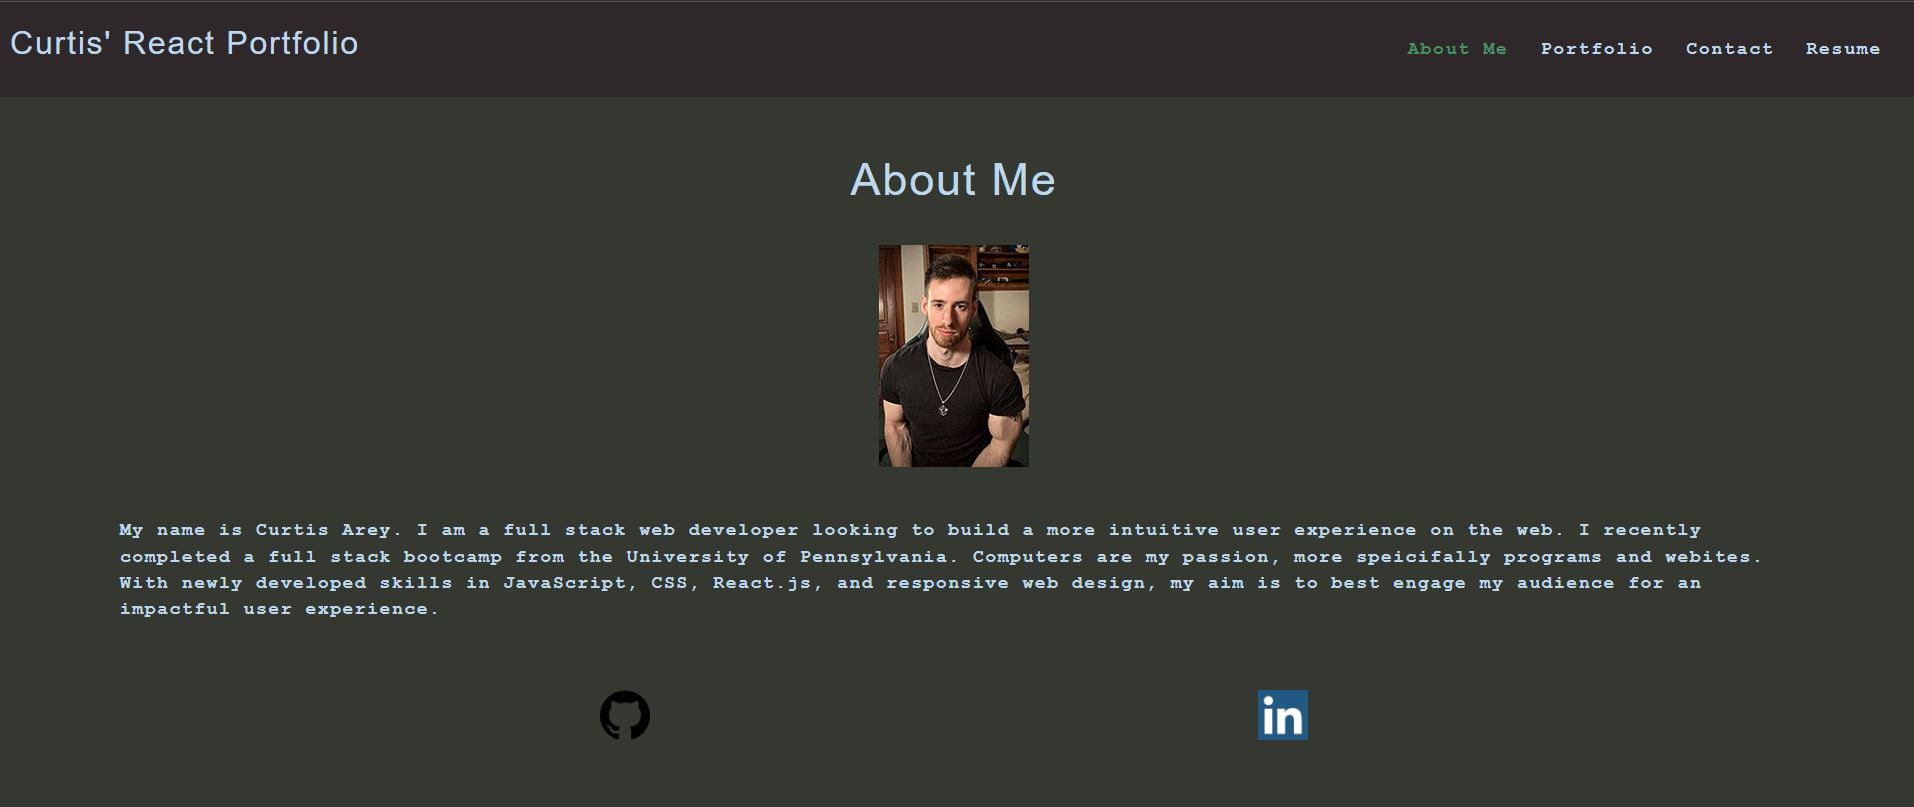 Curtis' React Portfolio
About Me Portfolio Contact Resume
About Me
My name is Curtis Arey. I am a full stack web developer looking to build a more intuitive user experience on the web. I recently
completed a full stack bootcamp from the University of Pennsylvania. Computers are my passion, more speicifally programs and webites.
With newly developed skills in JavaScript, CSS, React.js, and responsive web design, my aim is to best engage my audience for an
impactful user experience.
in